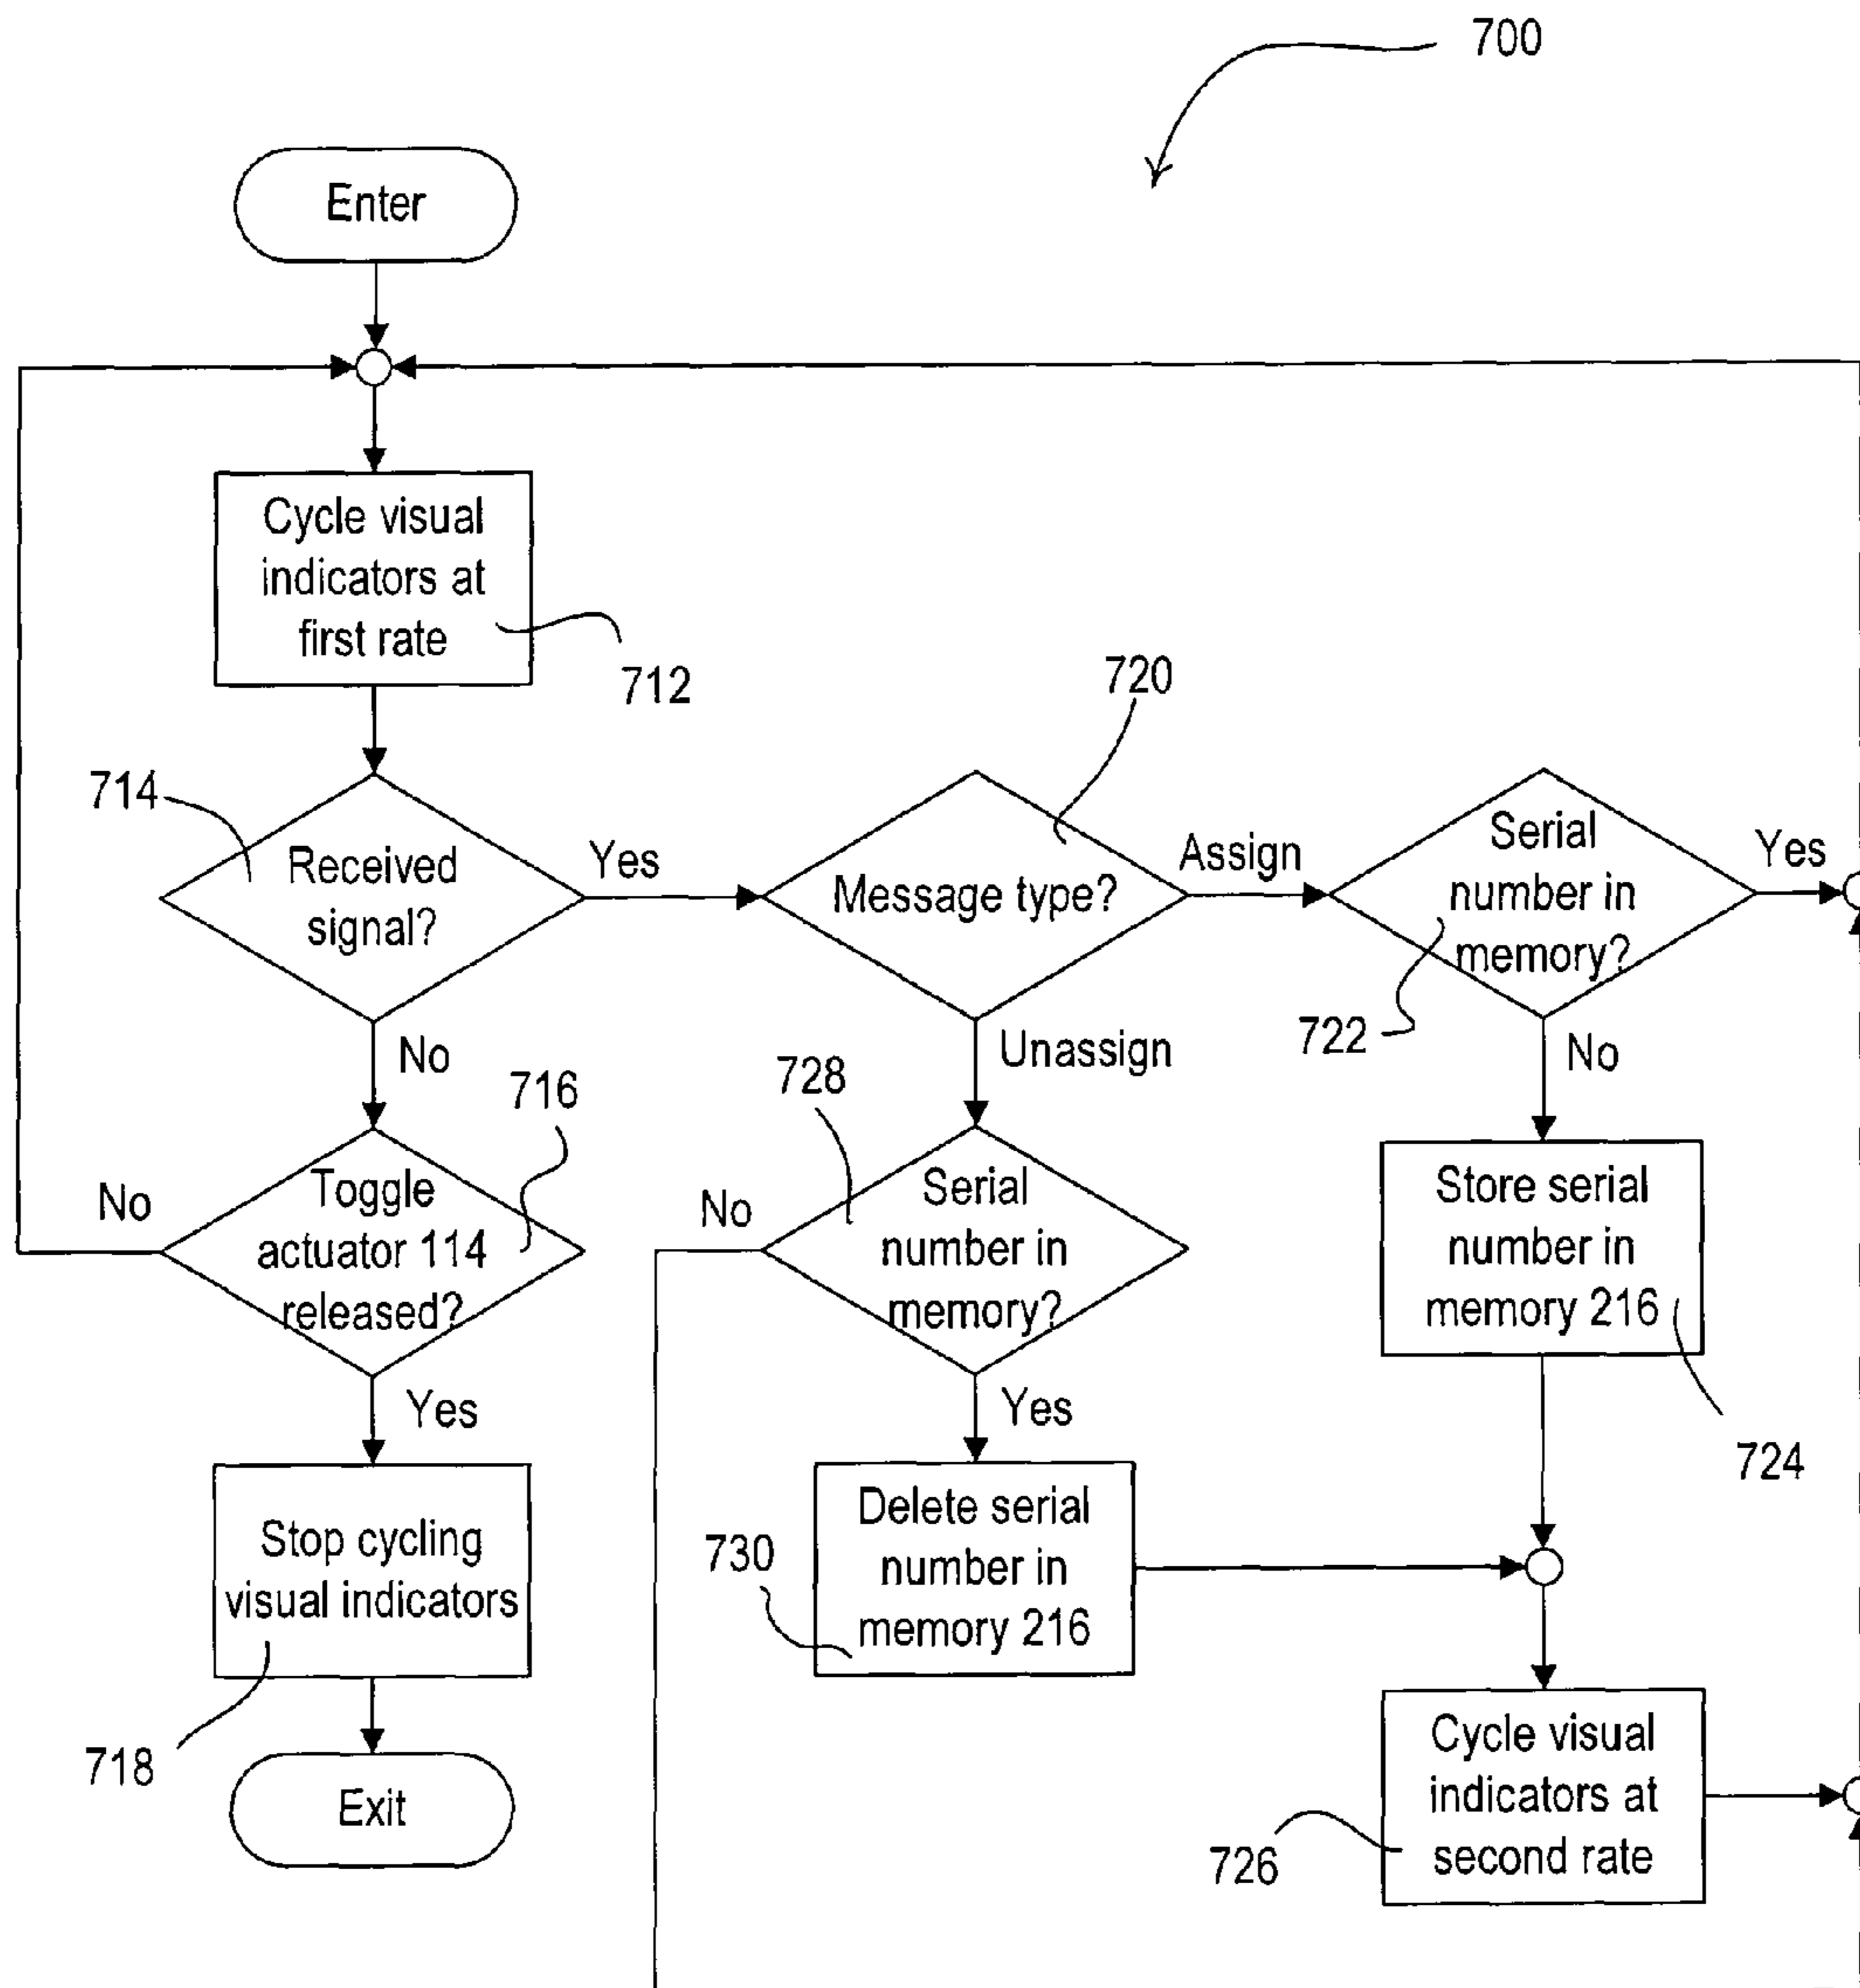 700
Enter
Cycle visual
indicators at
first rate
712
714
Received
signal?
Yes
No
720
Message type?
Assign
Unassign
Serial
number in
memory?
722
Yes
No
716
Toggle
actuator 114
released?
No
Yes
728
Serial
number in
memory?
No
Yes
Store serial
number in
memory 216
724
Stop cycling
visual indicators
718
Delete serial
number in
memory 216
730
Cycle visual
indicators at
second rate
726
Exit